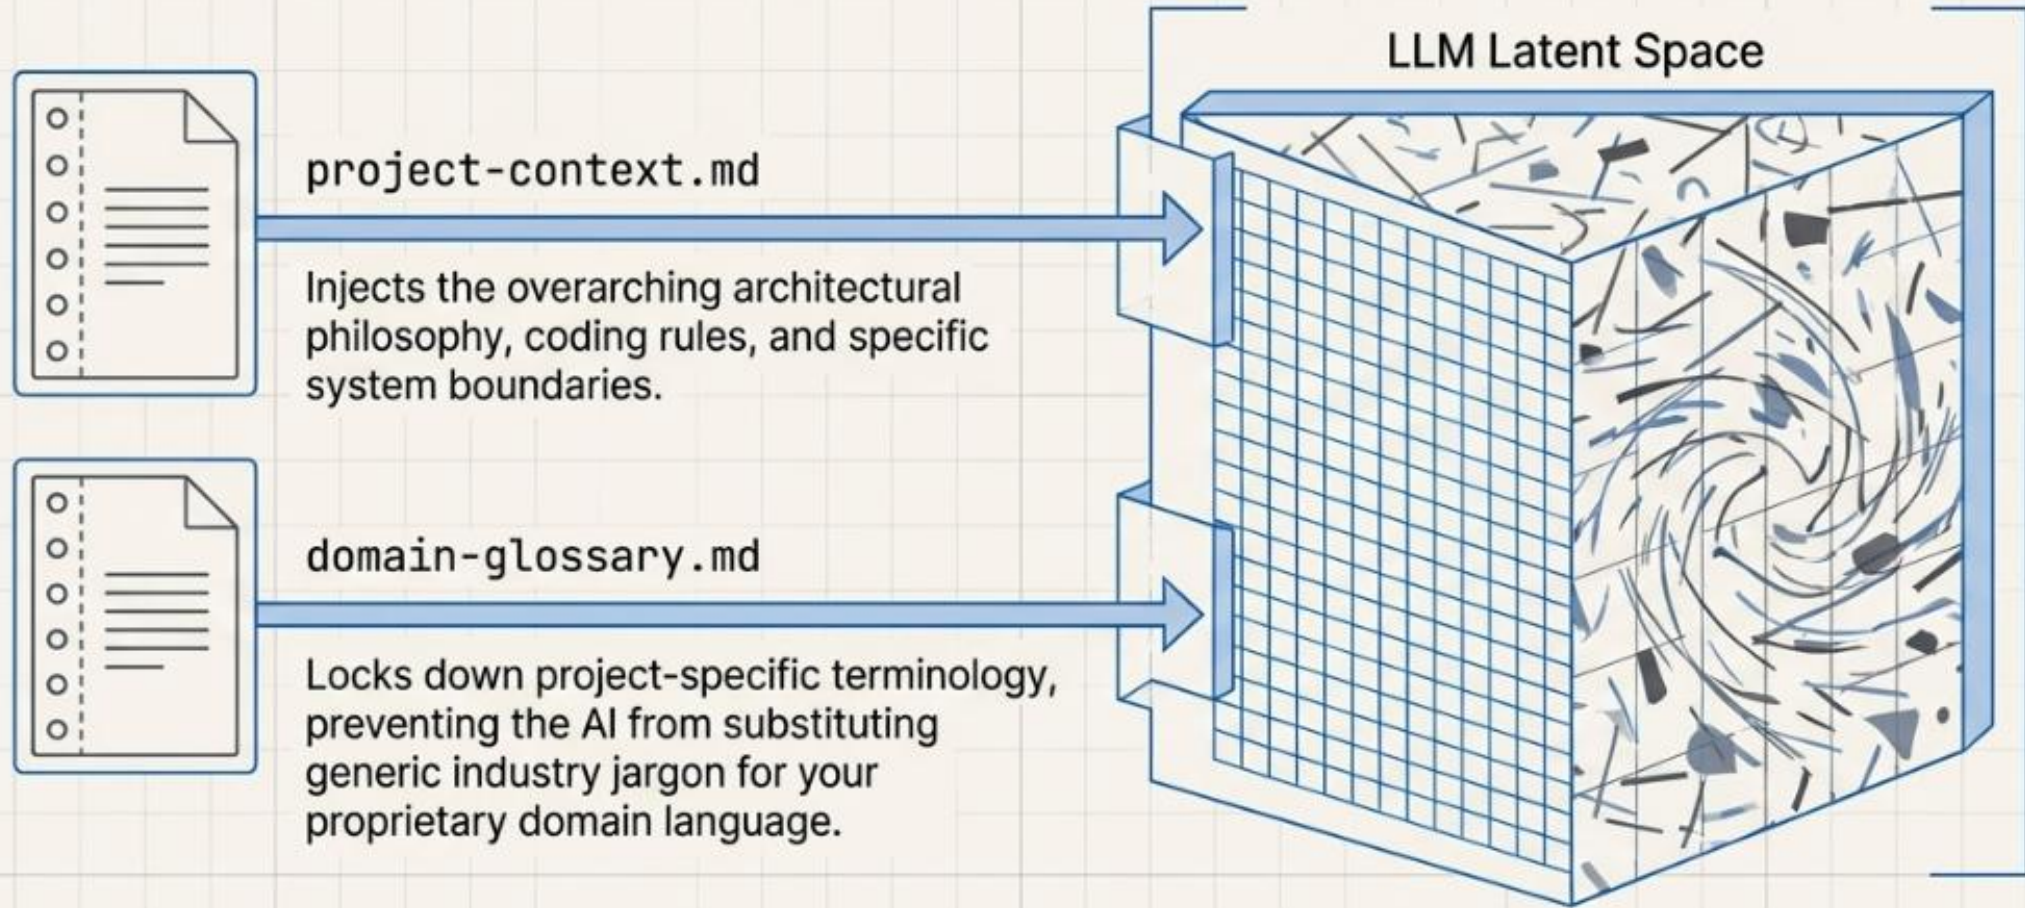 LLM Latent Space
project-context.md
Injects the overarching architectural
philosophy, coding rules, and specific
system boundaries.
domain-glossary.md
Locks down project-specific terminology,
preventing the AI from substituting
generic industry jargon for your
proprietary domain language.